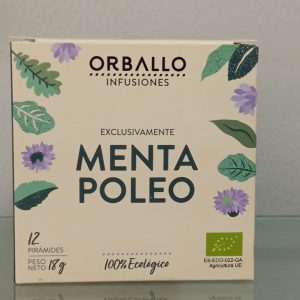 ORBALLO
INFUSIONES
EXCLUSIVAMENTE
MENTA
POLEO
12
PIRÁMIDES
PESO
NETO 18g
100% Ecológico
ES-ECO-022-GA
Agricultura UE